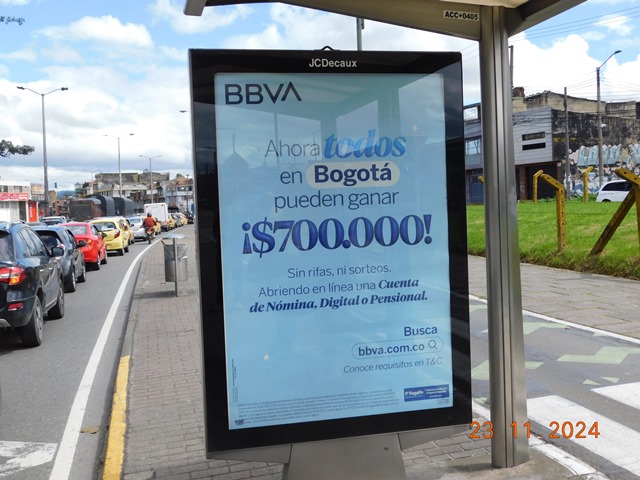 ACC+0405
JCDecaux
BBVA
Ahora todos
en Bogotá
pueden ganar
¡$700.000!
Sin rifas, ni sorteos.
Abriendo en línea una Cuenta
de Nómina, Digital o Pensional.
Busca
bbva.com.co
Conoce requisitos en T&C
23 11 2024